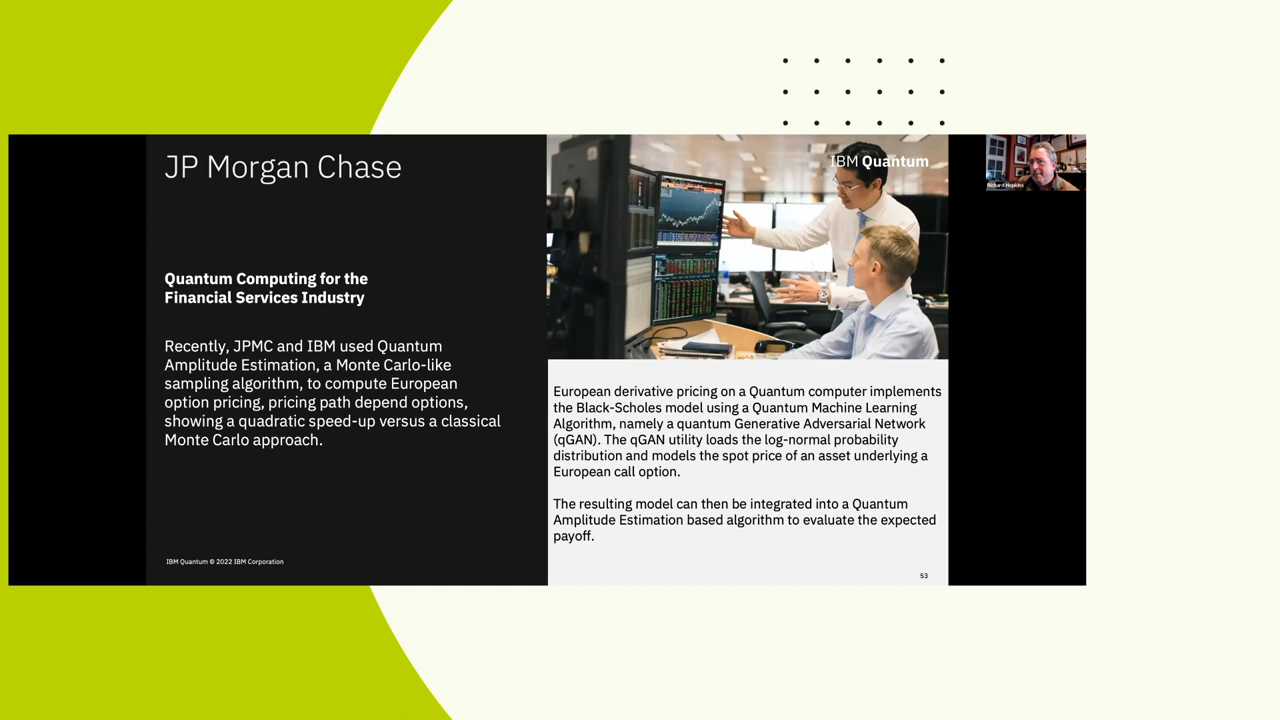 JP Morgan Chase
Quantum Computing for the
Financial Services Industry
Recently, JPMC and IBM used Quantum
Amplitude Estimation, a Monte Carlo-like
sampling algorithm, to compute European
option pricing, pricing path depend options,
showing a quadratic speed-up versus a classical
Monte Carlo approach.
IBM Quantum © 2022 IBM Corporation
IBM Quantum
European derivative pricing on a Quantum computer implements
the Black-Scholes model using a Quantum Machine Learning
Algorithm, namely a quantum Generative Adversarial Network
(qGAN). The qGAN utility loads the log-normal probability
distribution and models the spot price of an asset underlying a
European call option.
The resulting model can then be integrated into a Quantum
Amplitude Estimation based algorithm to evaluate the expected
payoff.
53
Richard Hopkins